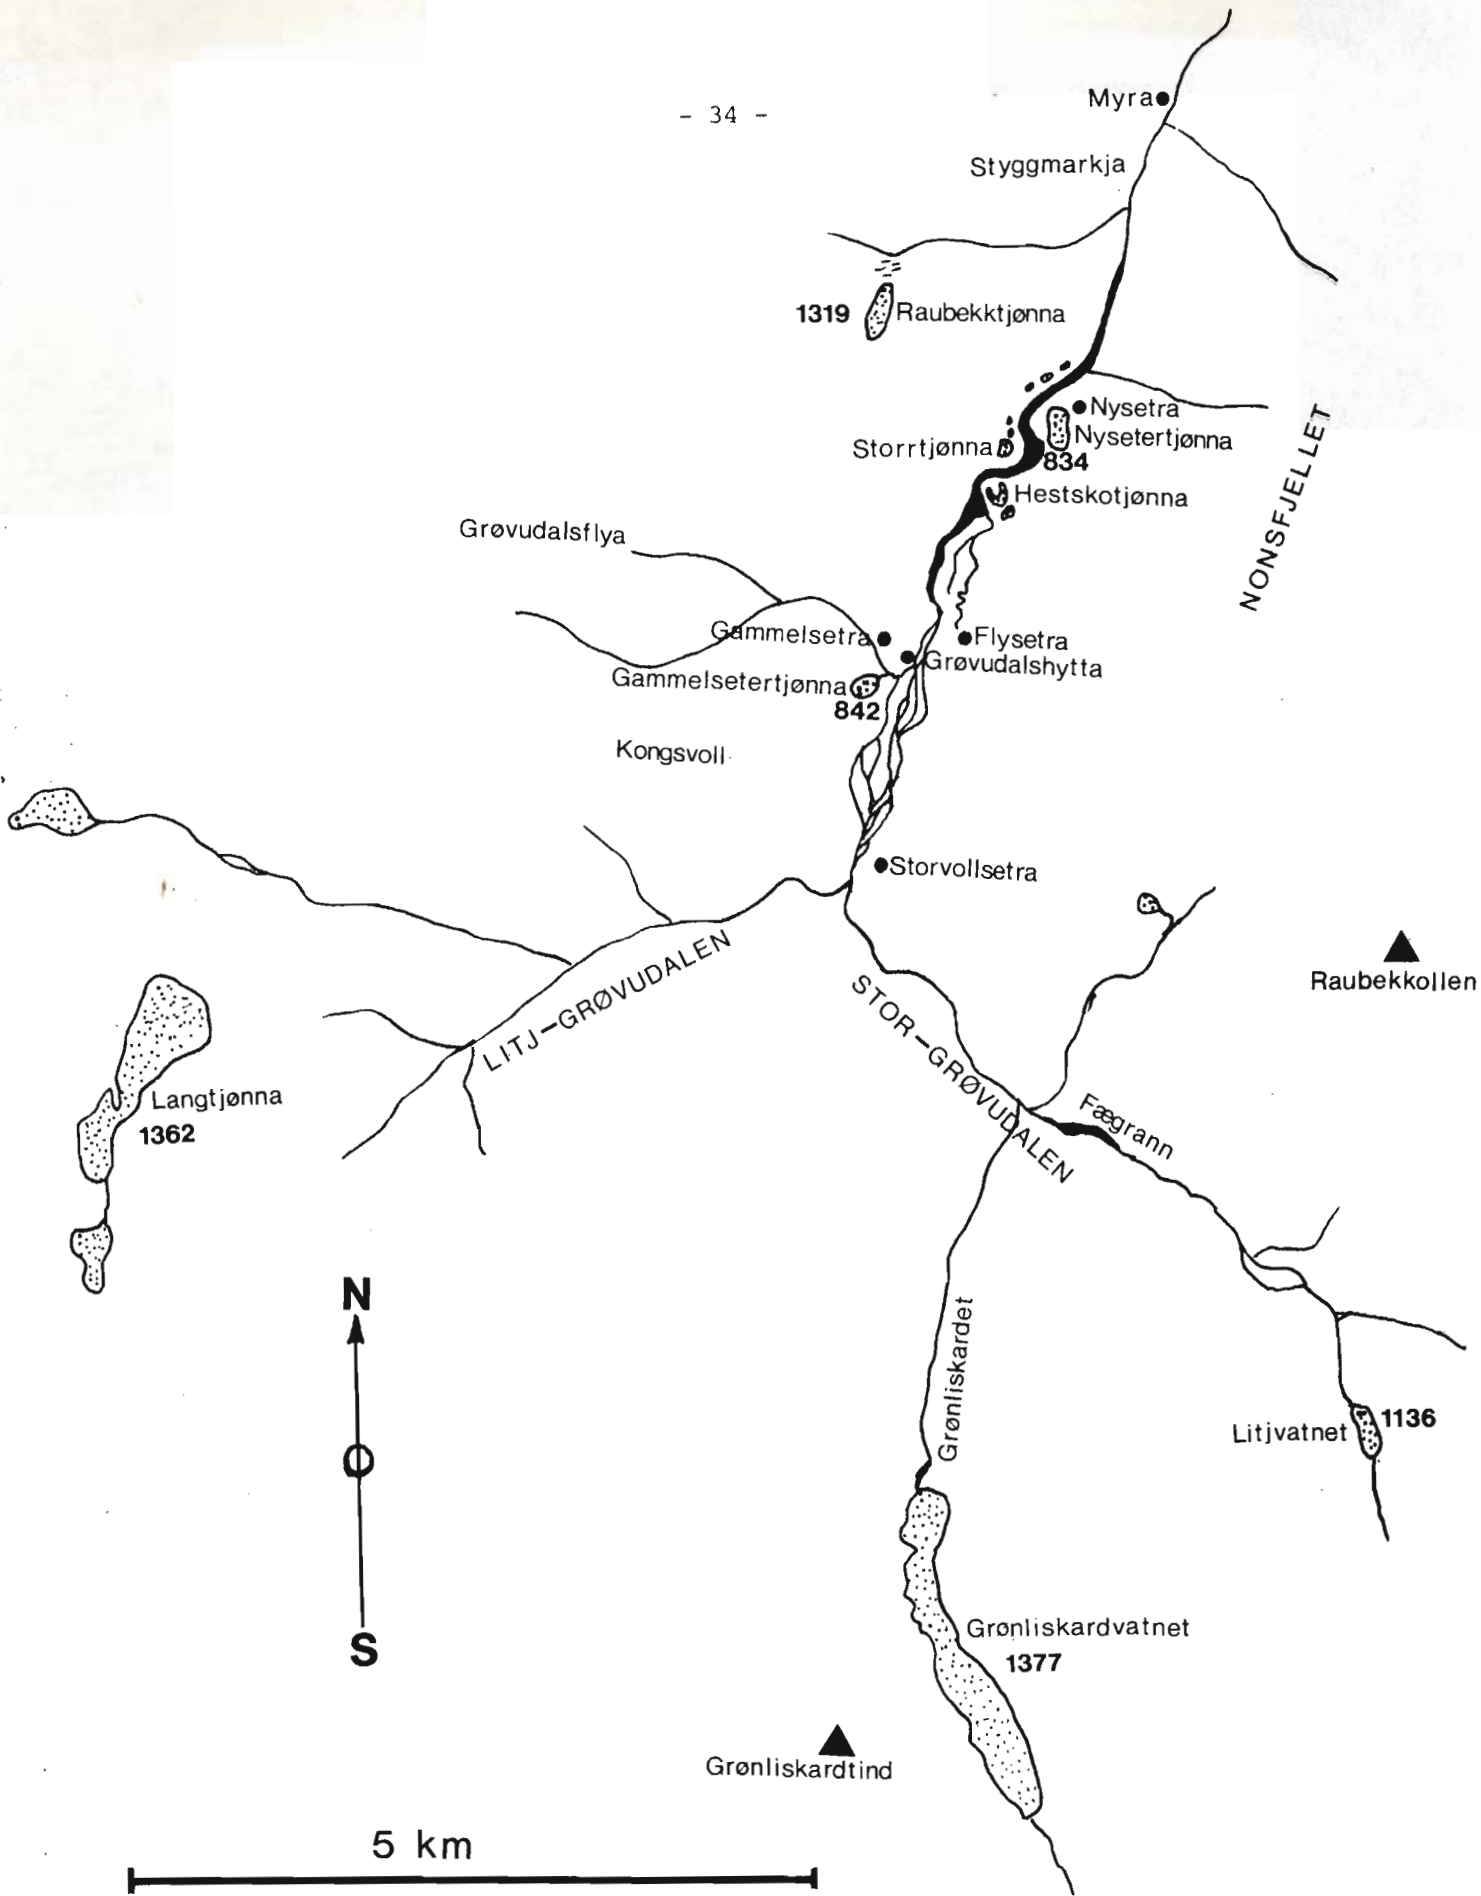 - 34 -
Myra
Styggmarkja
1319 Raubekktjønna
Nysetra
Nysetertjønna
Storrtjønna
834
Hestskotjønna
NONSFJELLET
Grøvudalsflya
Gammelsetra
Flysetra
Grøvudalshytta
Gammelsetertjønna
842
Kongsvoll
Storvollsetra
LITJ-GRØVUDALEN
STOR-GRØVUDALEN
Raubekkollen
Langtjønna
1362
Fægrann
N
Grønliskardet
Litjvatnet 1136
S
Grønliskardvatnet
1377
Grønliskardtind
5 km